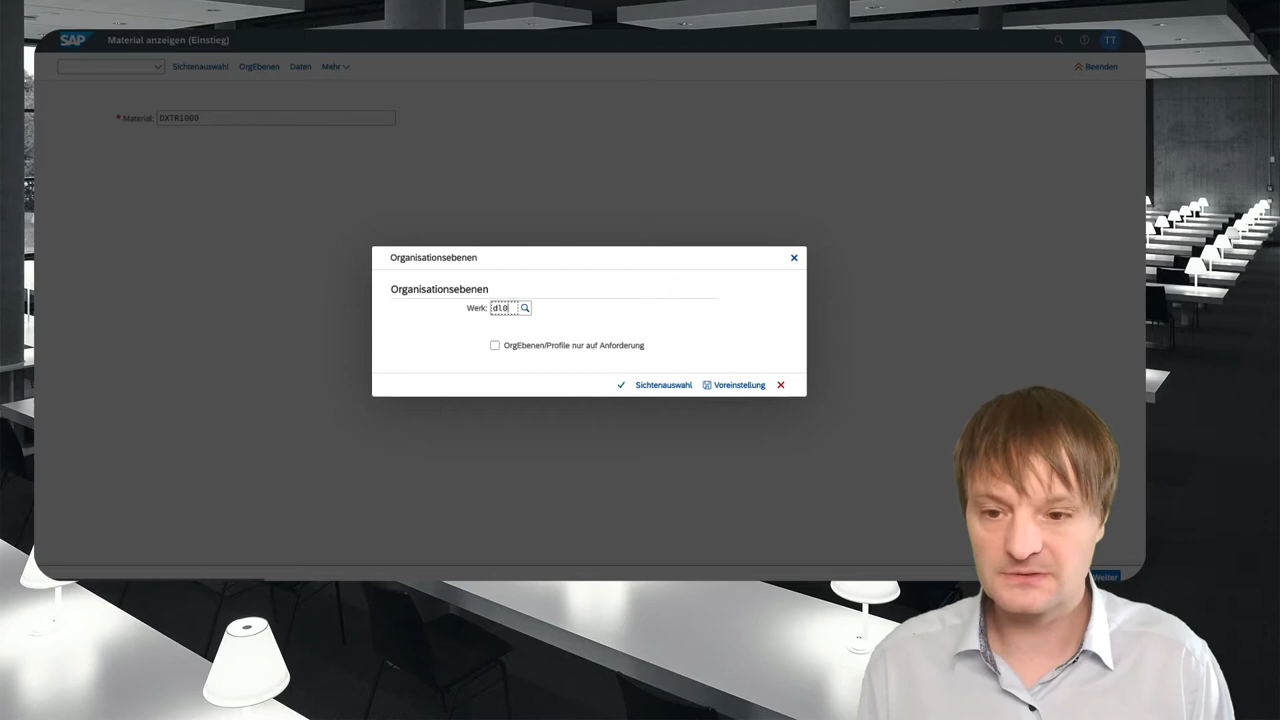 SAP Material anzeigen (Einstieg) TT
Sichtenauswahl OrgEbenen Daten Mehr Beenden
* Material: DXTR1000
Organisationsebenen
Organisationsebenen
Werk: dl0
OrgEbenen/Profile nur auf Anforderung
Sichtenauswahl Voreinstellung
Weiter